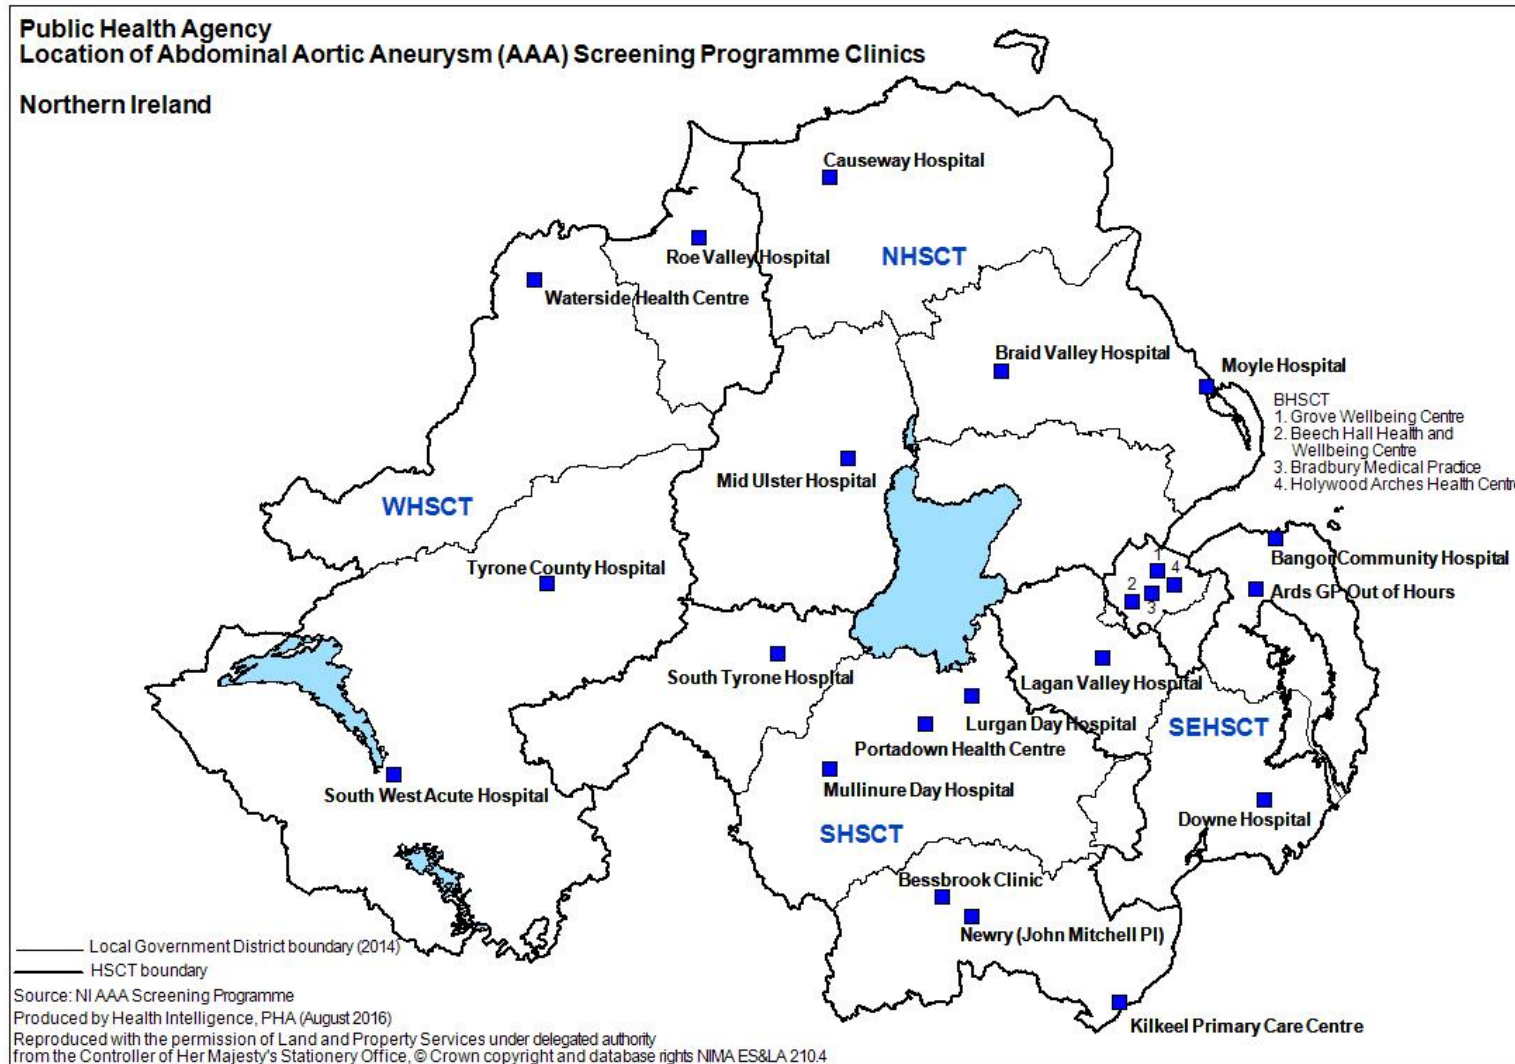 Public Health Agency
Location of Abdominal Aortic Aneurysm (AAA) Screening Programme Clinics
Northern Ireland
Causeway Hospital
Roe Valley Hospital
NHSCT
Waterside Health Centre
Braid Valley Hospital
Moyle Hospital
BHSCT
1. Grove Wellbeing Centre
2. Beech Hall Health and
Wellbeing Centre
3. Bradbury Medical Practice
4. Holywood Arches Health Centre
Mid Ulster Hospital
WHSCT
Tyrone County Hospital
1
4
2
3
Bangor Community Hospital
Ards GP Out of Hours
South Tyrone Hospital
Lagan Valley Hospital
Lurgan Day Hospital
SEHSCT
Portadown Health Centre
Mullinure Day Hospital
South West Acute Hospital
SHSCT
Downe Hospital
Bessbrook Clinic
Newry (John Mitchell Pl)
Kilkeel Primary Care Centre
Local Government District boundary (2014)
HSCT boundary
Source: NI AAA Screening Programme
Produced by Health Intelligence, PHA (August 2016)
Reproduced with the permission of Land and Property Services under delegated authority
from the Controller of Her Majesty's Stationery Office, © Crown copyright and database rights NIMA ES&LA 210.4